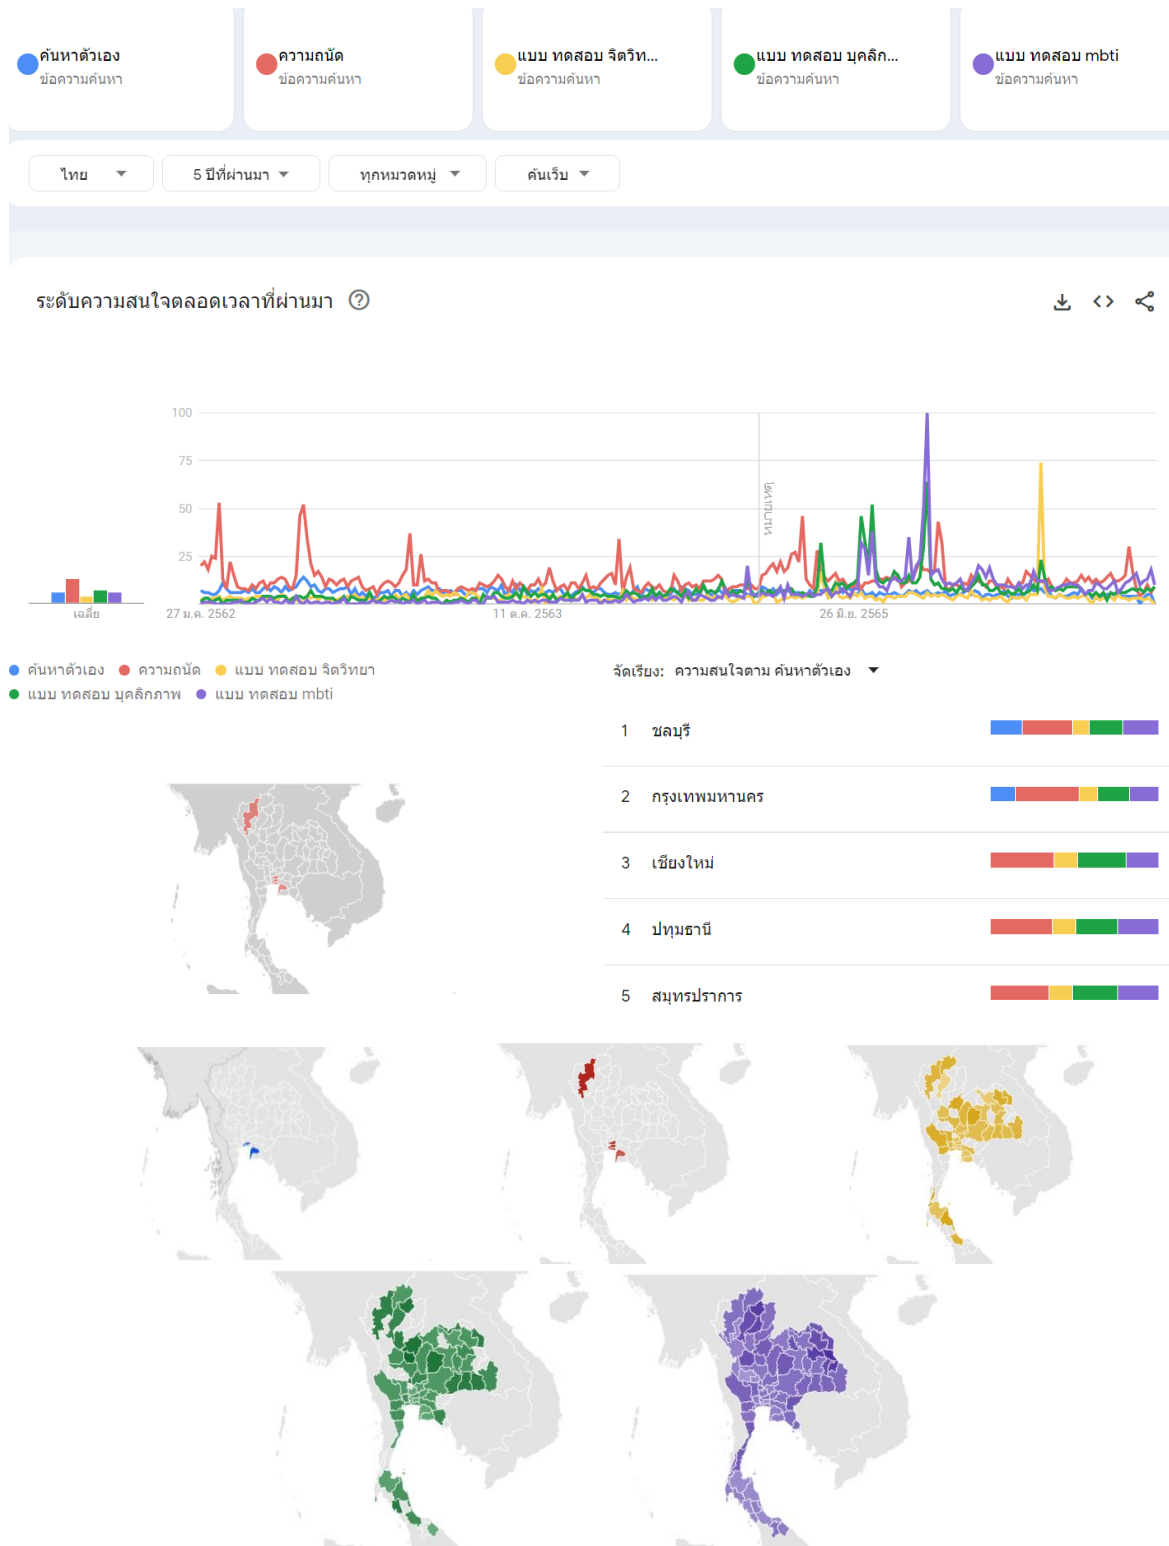 ค้นหาตัวเอง
ข้อความค้นหา
ความถนัด
ข้อความค้นหา
แบบ ทดสอบ จิตวิท...
ข้อความค้นหา
แบบ ทดสอบ บุคลิก...
ข้อความค้นหา
แบบ ทดสอบ mbti
ข้อความค้นหา
ไทย
5 ปีที่ผ่านมา
ทุกหมวดหมู่
ค้นเว็บ
ระดับความสนใจตลอดเวลาที่ผ่านมา
100
75
50
25
หมายเหตุ
เฉลี่ย
27 ม.ค. 2562
11 ต.ค. 2563
26 มิ.ย. 2565
ค้นหาตัวเอง ความถนัด แบบ ทดสอบ จิตวิทยา
แบบ ทดสอบ บุคลิกภาพ แบบ ทดสอบ mbti
จัดเรียง: ความสนใจตาม ค้นหาตัวเอง
1 ชลบุรี
2 กรุงเทพมหานคร
3 เชียงใหม่
4 ปทุมธานี
5 สมุทรปราการ